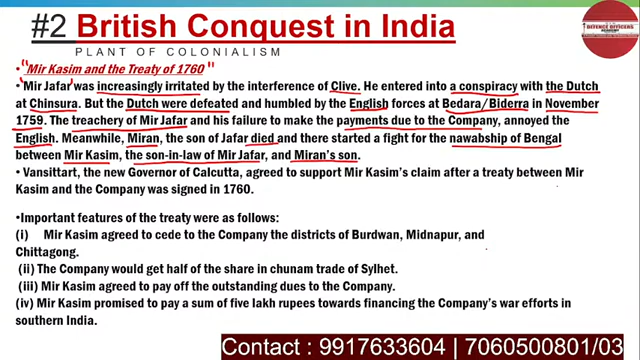 DEFENCE OFFICERS
#2 British Conquest in India
PLANT OF COLONIALISM
•"Mir Kasim and the Treaty of 1760"
•'Mir Jafar' was increasingly irritated by the interference of Clive. He entered into a conspiracy with the Dutch
at Chinsura. But the Dutch were defeated and humbled by the English forces at Bedara/Biderra in November
1759. The treachery of Mir Jafar and his failure to make the payments due to the Company, annoyed the
English. Meanwhile, Miran, the son of Jafar died and there started a fight for the nawabship of Bengal
between Mir Kasim, the son-in-law of Mir Jafar, and Miran's son.
•Vansittart, the new Governor of Calcutta, agreed to support Mir Kasim's claim after a treaty between Mir
Kasim and the Company was signed in 1760.
•Important features of the treaty were as follows:
(i) Mir Kasim agreed to cede to the Company the districts of Burdwan, Midnapur, and
Chittagong.
(ii) The Company would get half of the share in chunam trade of Sylhet.
(iii) Mir Kasim agreed to pay off the outstanding dues to the Company.
(iv) Mir Kasim promised to pay a sum of five lakh rupees towards financing the Company's war efforts in
southern India.
Contact : 9917633604 | 7060500801/03